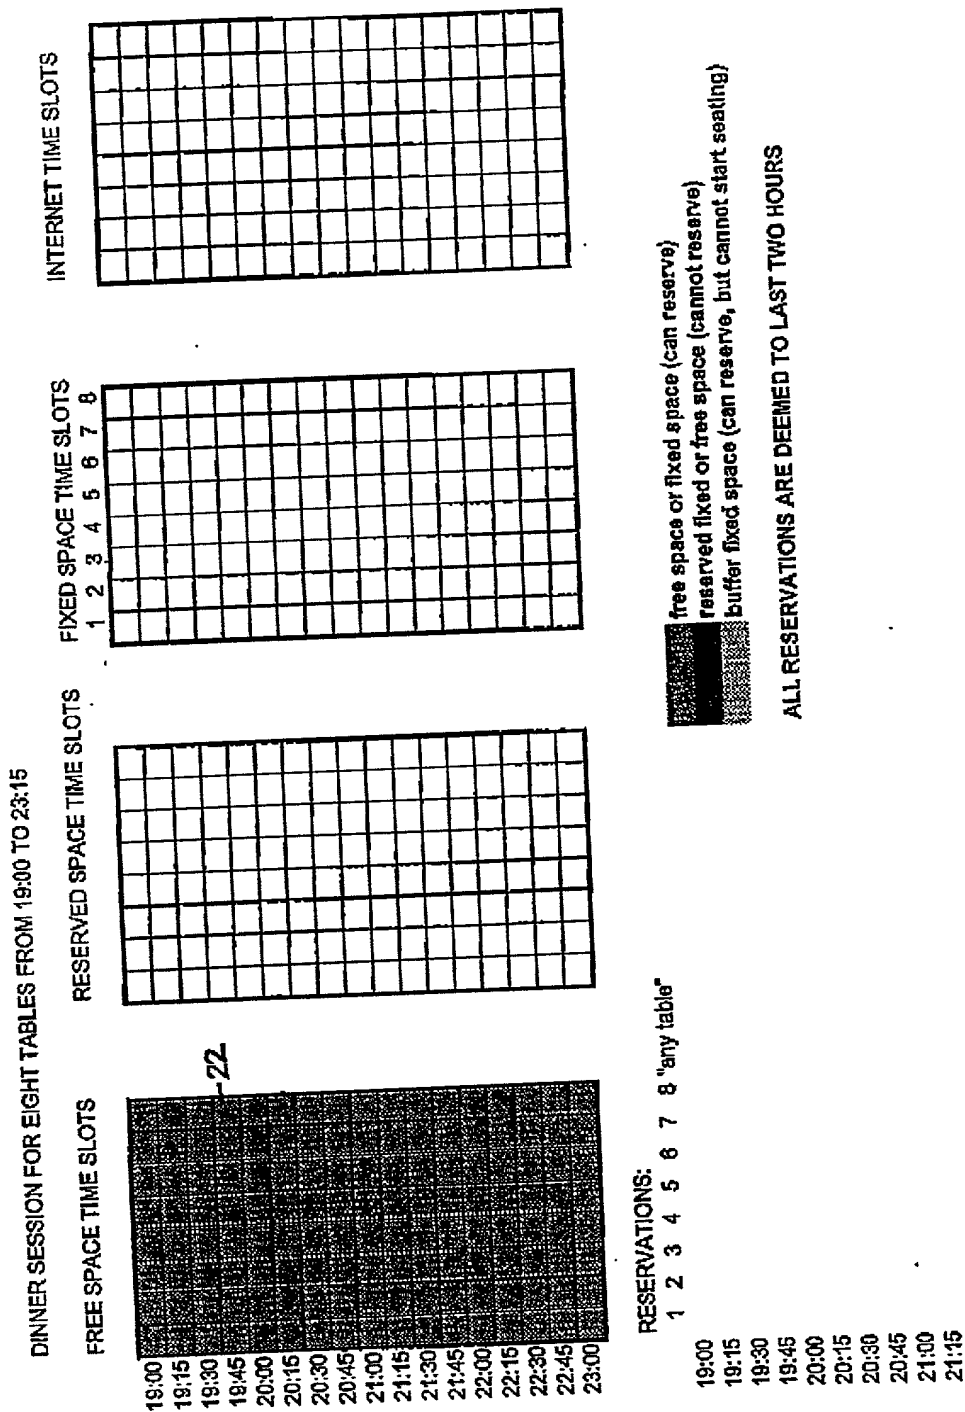 DINNER SESSION FOR EIGHT TABLES FROM 19:00 TO 23:15
FREE SPACE TIME SLOTS
RESERVED SPACE TIME SLOTS
FIXED SPACE TIME SLOTS
INTERNET TIME SLOTS
1 2 3 4 5 6 7 8
22
19:00
19:15
19:30
19:45
20:00
20:15
20:30
20:45
21:00
21:15
21:30
21:45
22:00
22:15
22:30
22:45
23:00
RESERVATIONS:
1 2 3 4 5 6 7 8 "any table"
19:00
19:15
19:30
19:45
20:00
20:15
20:30
20:45
21:00
21:15
free space or fixed space (can reserve)
reserved fixed or free space (cannot reserve)
buffer fixed space (can reserve, but cannot start seating)
ALL RESERVATIONS ARE DEEMED TO LAST TWO HOURS